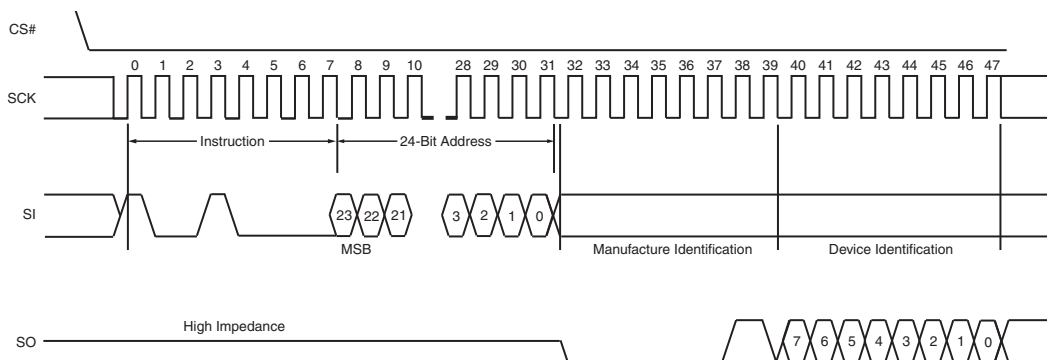 CS#
0 1 2 3 4 5 6 7 8 9 10 28 29 30 31 32 33 34 35 36 37 38 39 40 41 42 43 44 45 46 47
SCK
Instruction 24-Bit Address
SI 23 22 21 3 2 1 0
MSB Manufacture Identification Device Identification
High Impedance
SO 7 6 5 4 3 2 1 0